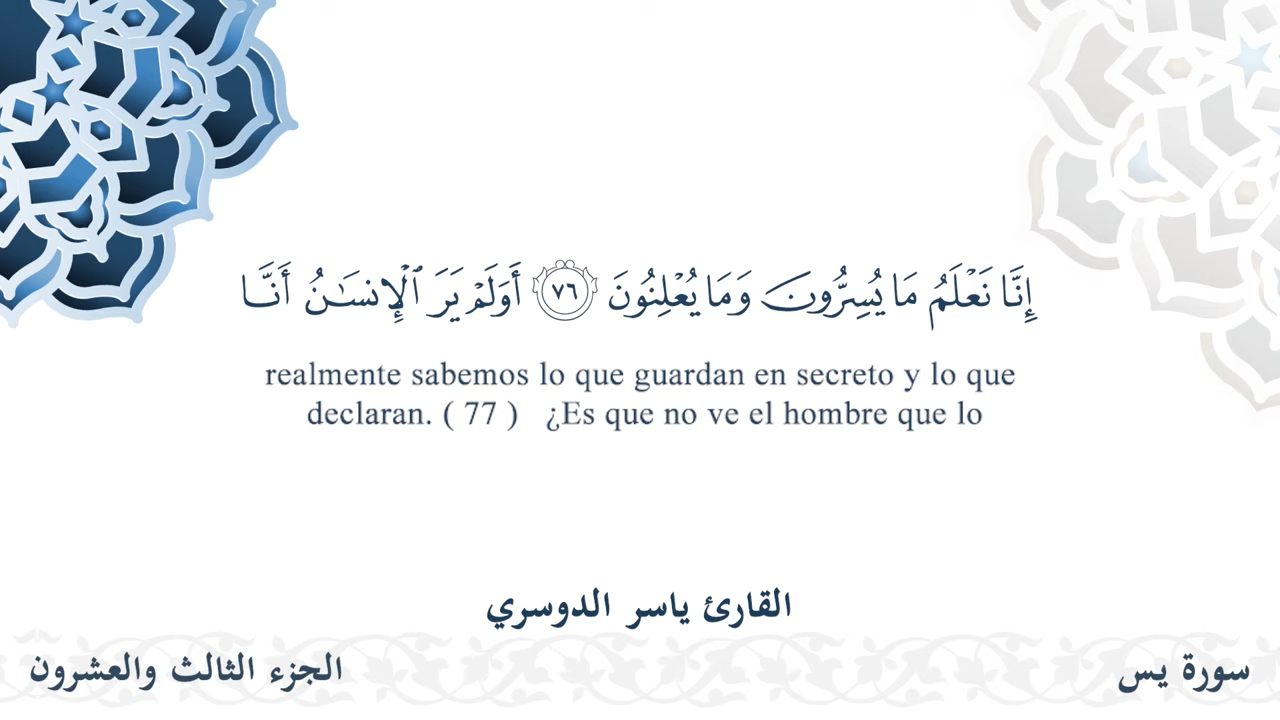 إِنَّا نَعْلَمُ مَا يُسِرُّونَ وَمَا يُعْلِنُونَ ٧٦ أَوَلَمْ يَرَ ٱلْإِنسَـٰنُ أَنَّـا
realmente sabemos lo que guardan en secreto y lo que
declaran. ( 77 ) ¿Es que no ve el hombre que lo
القارئ ياسر الدوسري
سورة يس
الجزء الثالث والعشرون